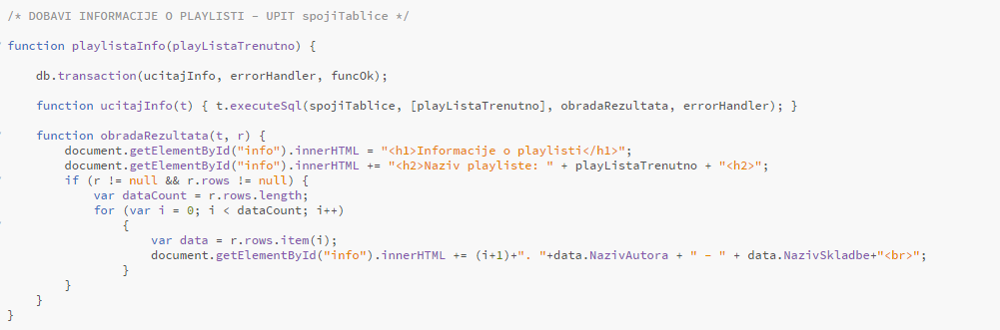 /* DOBAVI INFORMACIJE O PLAYLISTI - UPIT spojiTablice */
function playlistaInfo(playListaTrenutno) {
db.transaction(ucitajInfo, errorHandler, funcOk);
function ucitajInfo(t) { t.executeSql(spojiTablice, [playListaTrenutno], obradaRezultata, errorHandler); }
function obradaRezultata(t, r) {
document.getElementById("info").innerHTML = "<h1>Informacije o playlisti</h1>";
document.getElementById("info").innerHTML += "<h2>Naziv playliste: " + playListaTrenutno + "<h2>";
if (r != null && r.rows != null) {
var dataCount = r.rows.length;
for (var i = 0; i < dataCount; i++)
{
var data = r.rows.item(i);
document.getElementById("info").innerHTML += (i+1)+". "+data.NazivAutora + " - " + data.NazivSkladbe+"<br>";
}
}
}
}